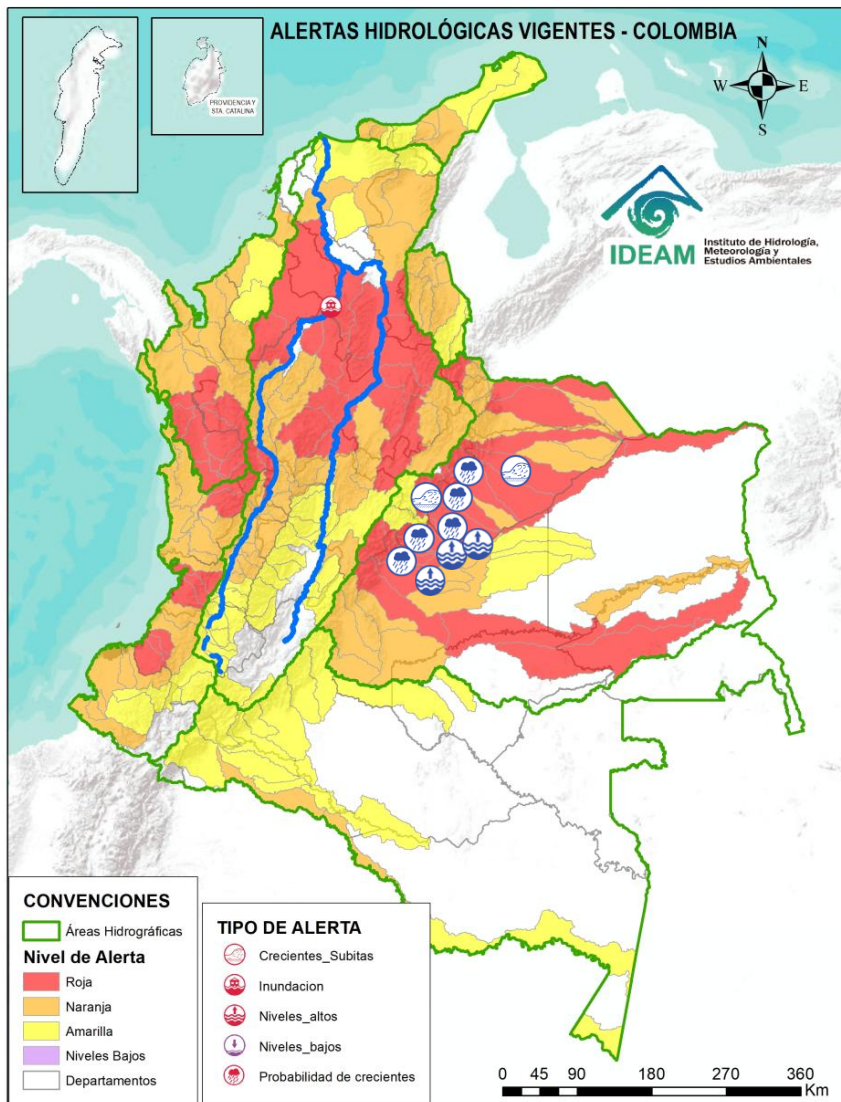 ALERTAS HIDROLÓGICAS VIGENTES - COLOMBIA
PROVIDENCIA Y
STA. CATALINA
N
W
E
S
IDEAM
Instituto de Hidrología,
Meteorología y
Estudios Ambientales
CONVENCIONES
Áreas Hidrográficas
Nivel de Alerta
Roja
Naranja
Amarilla
Niveles Bajos
Departamentos
TIPO DE ALERTA
Crecientes_Subitas
Inundacion
Niveles_altos
Niveles_bajos
Probabilidad de crecientes
0 45 90 180 270 360
Km